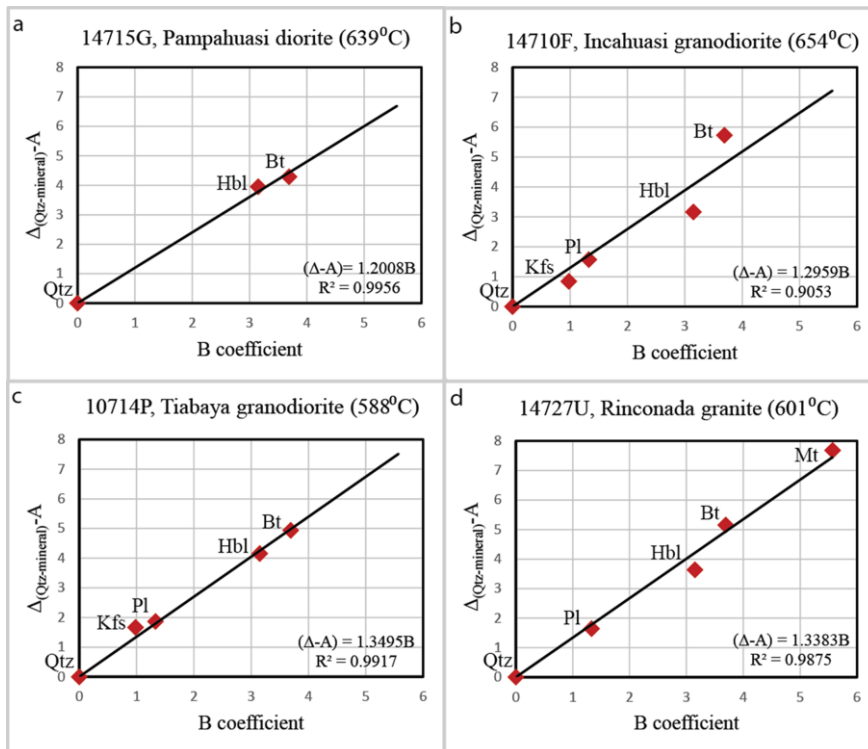 a
14715G, Pampahuasi diorite (639⁰C)
8
7
6
5
4
3
2
1
0
Δ(Qtz-mineral)-A
Bt
Hbl
Qtz
(Δ-A)= 1.2008B
R² = 0.9956
0 1 2 3 4 5 6
B coefficient
b
14710F, Incahuasi granodiorite (654⁰C)
8
7
6
5
4
3
2
1
0
Δ(Qtz-mineral)-A
Bt
Hbl
Pl
Kfs
Qtz
(Δ-A) = 1.2959B
R² = 0.9053
0 1 2 3 4 5 6
B coefficient
c
10714P, Tiabaya granodiorite (588⁰C)
8
7
6
5
4
3
2
1
0
Δ(Qtz-mineral)-A
Bt
Hbl
Pl
Kfs
Qtz
(Δ-A) = 1.3495B
R² = 0.9917
0 1 2 3 4 5 6
B coefficient
d
14727U, Rinconada granite (601⁰C)
8
7
6
5
4
3
2
1
0
Δ(Qtz-mineral)-A
Mt
Bt
Hbl
Pl
Qtz
(Δ-A) = 1.3383B
R² = 0.9875
0 1 2 3 4 5 6
B coefficient